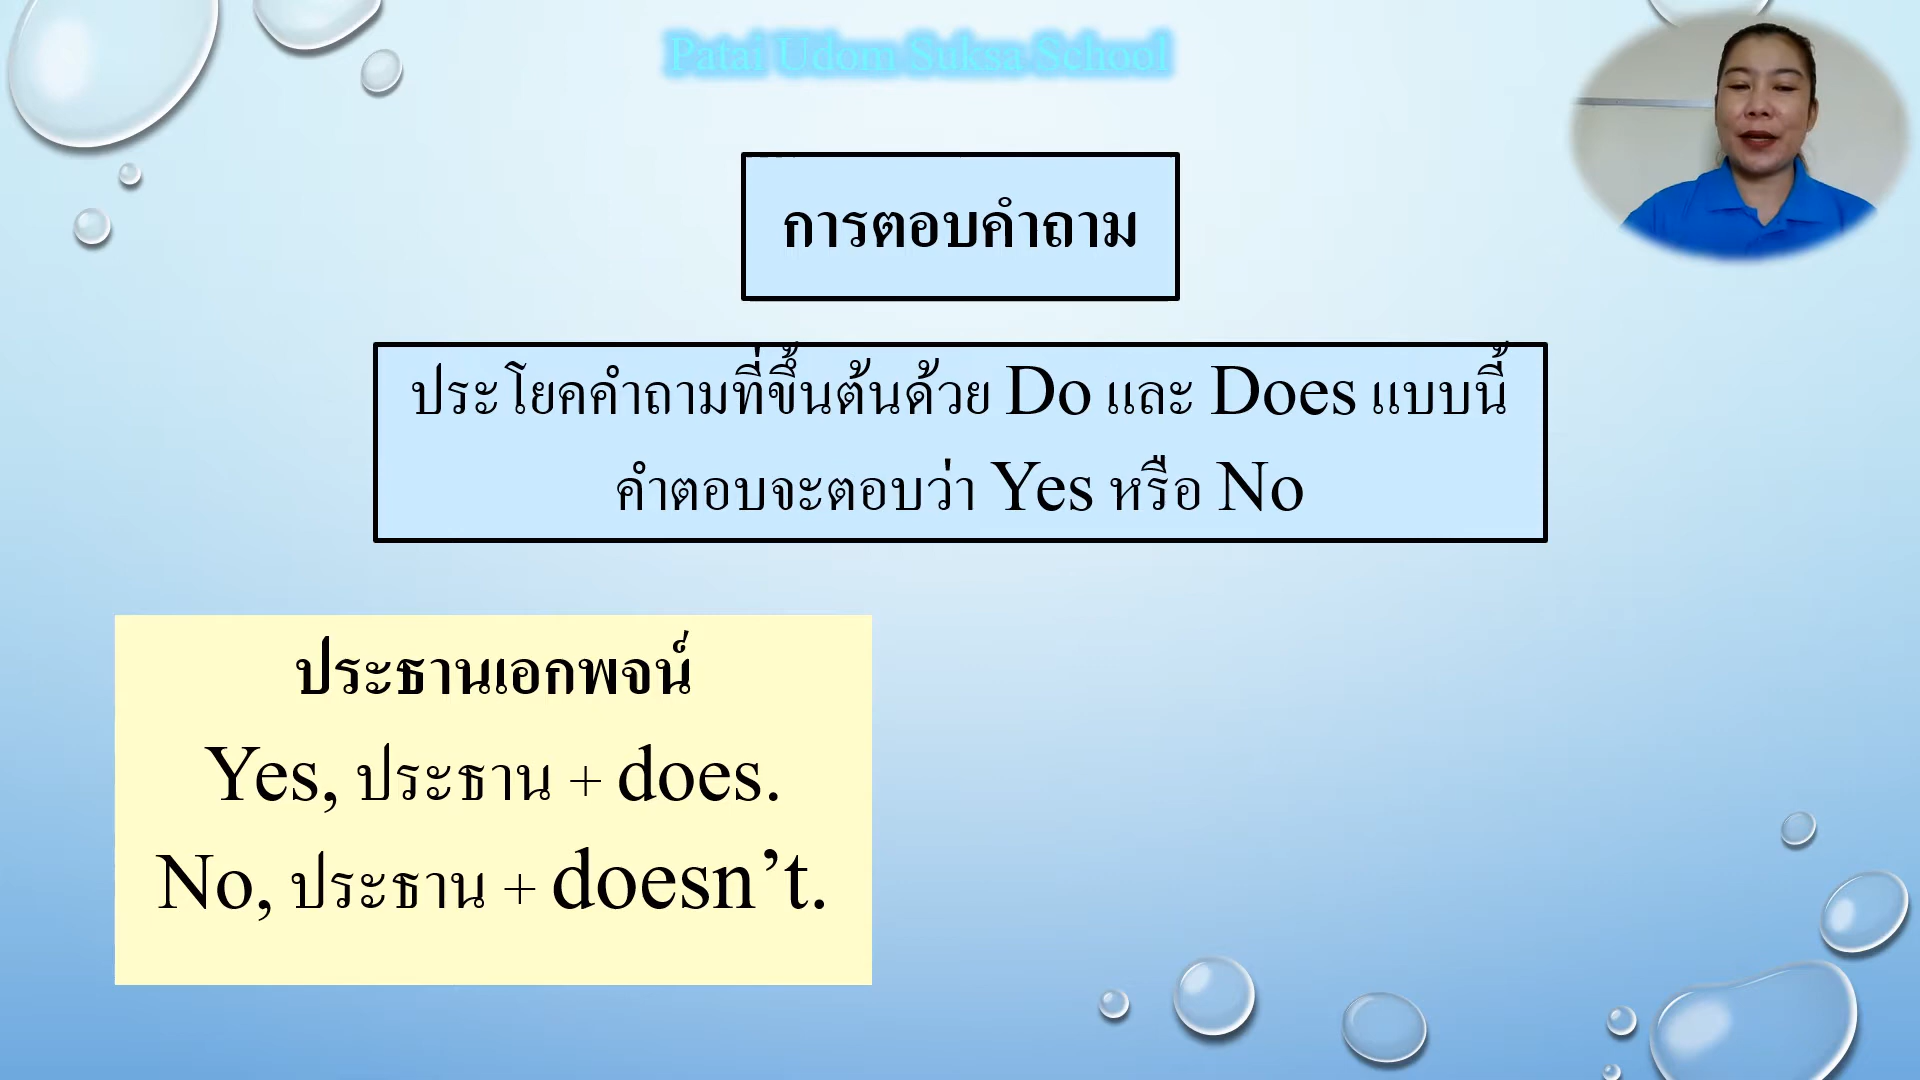 Patai Udom Suksa School
การตอบคำถาม
ประโยคคำถามที่ขึ้นต้นด้วย Do และ Does แบบนี้
คำตอบจะตอบว่า Yes หรือ No
ประธานเอกพจน์
Yes, ประธาน + does.
No, ประธาน + doesn’t.